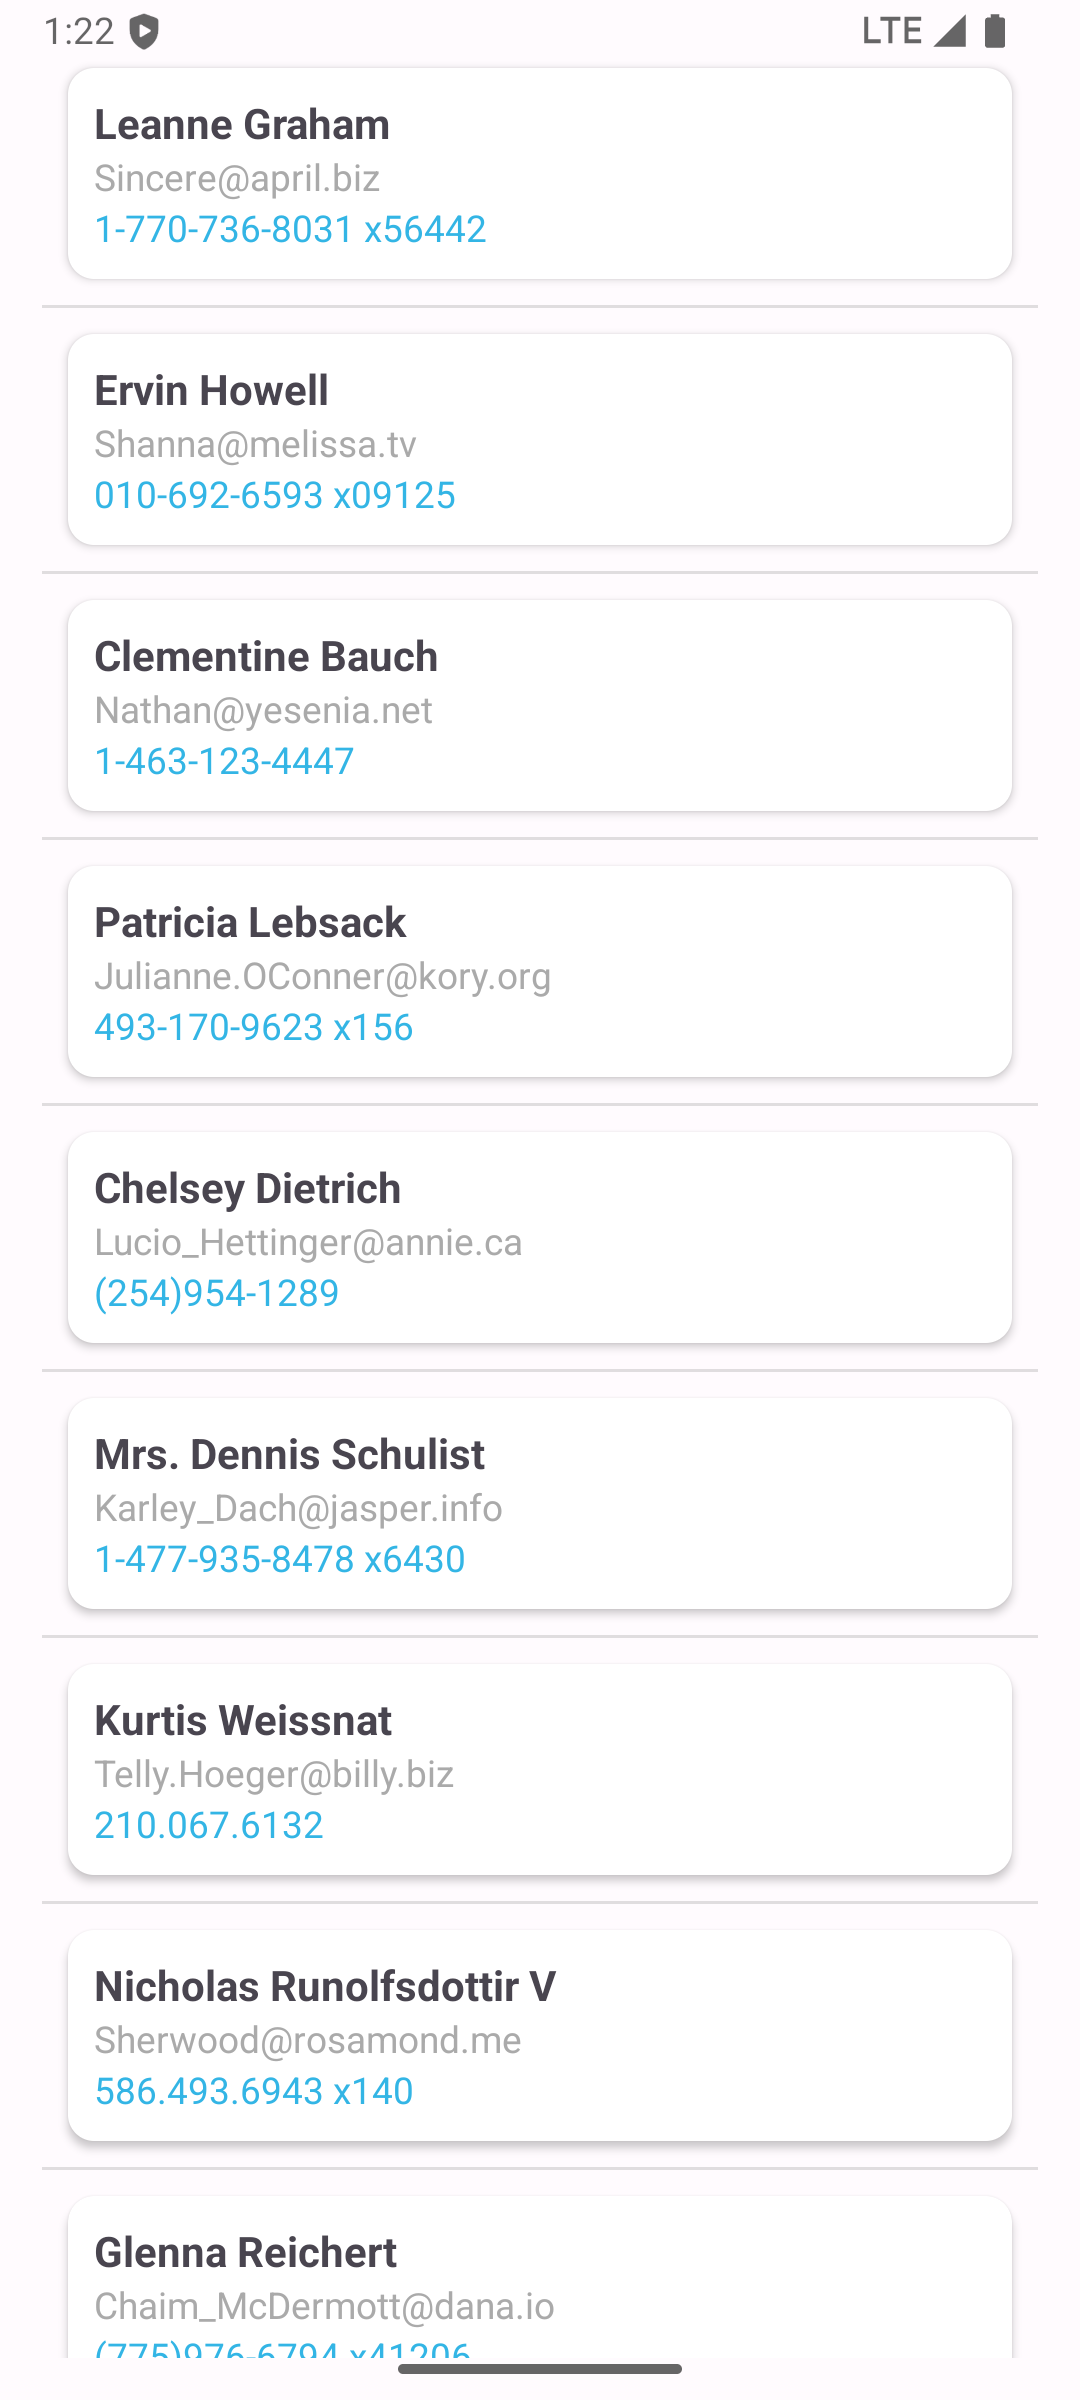 1:22 LTE
Leanne Graham
Sincere@april.biz
1-770-736-8031 x56442
Ervin Howell
Shanna@melissa.tv
010-692-6593 x09125
Clementine Bauch
Nathan@yesenia.net
1-463-123-4447
Patricia Lebsack
Julianne.OConner@kory.org
493-170-9623 x156
Chelsey Dietrich
Lucio_Hettinger@annie.ca
(254)954-1289
Mrs. Dennis Schulist
Karley_Dach@jasper.info
1-477-935-8478 x6430
Kurtis Weissnat
Telly.Hoeger@billy.biz
210.067.6132
Nicholas Runolfsdottir V
Sherwood@rosamond.me
586.493.6943 x140
Glenna Reichert
Chaim_McDermott@dana.io
(775)976-6794 x41206